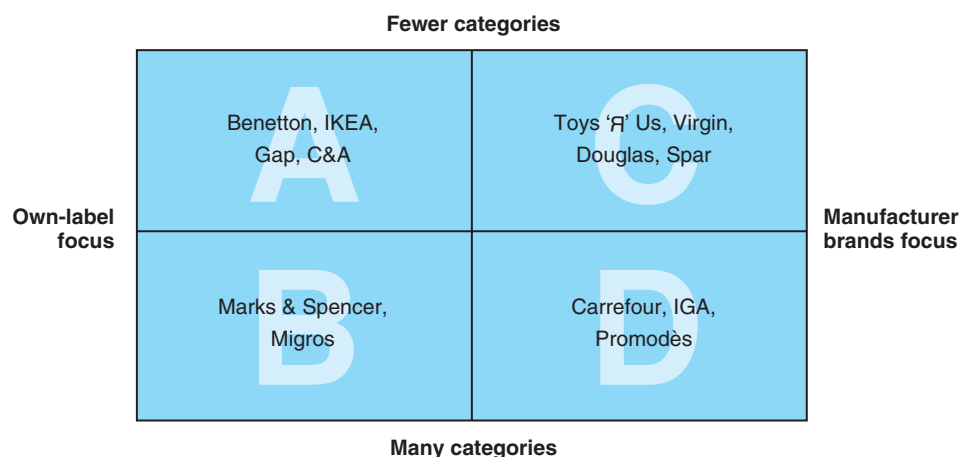 Fewer categories
A
Benetton, IKEA,
Gap, C&A
C
Toys ‘Я’ Us, Virgin,
Douglas, Spar
Own-label
focus
Manufacturer
brands focus
B
Marks & Spencer,
Migros
D
Carrefour, IGA,
Promodès
Many categories